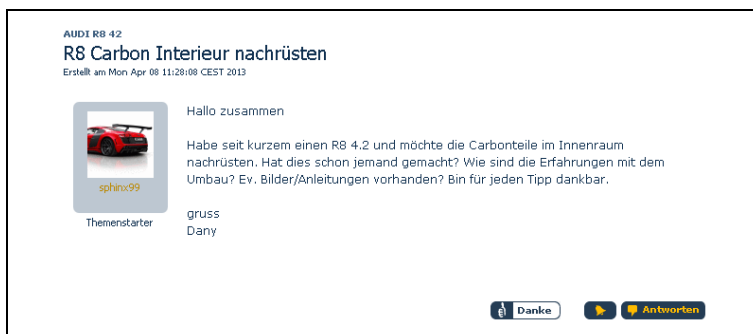 AUDI R8 42
R8 Carbon Interieur nachrüsten
Erstellt am Mon Apr 08 11:28:08 CEST 2013
Hallo zusammen
Habe seit kurzem einen R8 4.2 und möchte die Carbonteile im Innenraum
nachrüsten. Hat dies schon jemand gemacht? Wie sind die Erfahrungen mit dem
Umbau? Ev. Bilder/Anleitungen vorhanden? Bin für jeden Tipp dankbar.
sphinx99
Themenstarter
gruss
Dany
Danke
Antworten